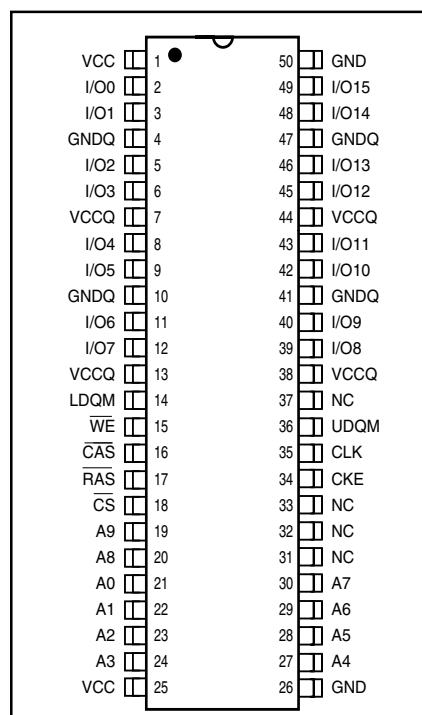 VCC 1 50 GND
I/O0 2 49 I/O15
I/O1 3 48 I/O14
GNDQ 4 47 GNDQ
I/O2 5 46 I/O13
I/O3 6 45 I/O12
VCCQ 7 44 VCCQ
I/O4 8 43 I/O11
I/O5 9 42 I/O10
GNDQ 10 41 GNDQ
I/O6 11 40 I/O9
I/O7 12 39 I/O8
VCCQ 13 38 VCCQ
LDQM 14 37 NC
W̅E̅ 15 36 UDQM
C̅A̅S̅ 16 35 CLK
R̅A̅S̅ 17 34 CKE
C̅S̅ 18 33 NC
A9 19 32 NC
A8 20 31 NC
A0 21 30 A7
A1 22 29 A6
A2 23 28 A5
A3 24 27 A4
VCC 25 26 GND